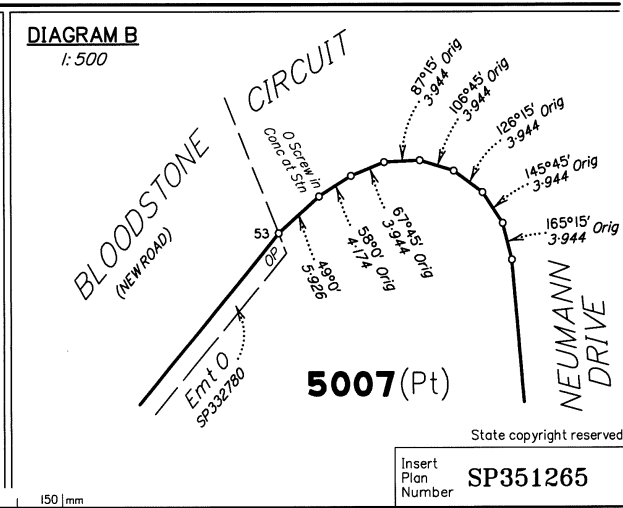 DIAGRAM B
1:500
CIRCUIT
BLOODSTONE
(NEW ROAD)
O Screw in
Conc at Stn
53
OP
49°0'
5·926
58°0' Orig
4·174
67°45' Orig
3·944
87°15' Orig
3·944
106°45' Orig
3·944
126°15' Orig
3·944
145°45' Orig
3·944
165°15' Orig
3·944
Emt O
SP332780
5007(Pt)
NEUMANN
DRIVE
State copyright reserved
Insert
Plan
Number
SP351265
150 mm